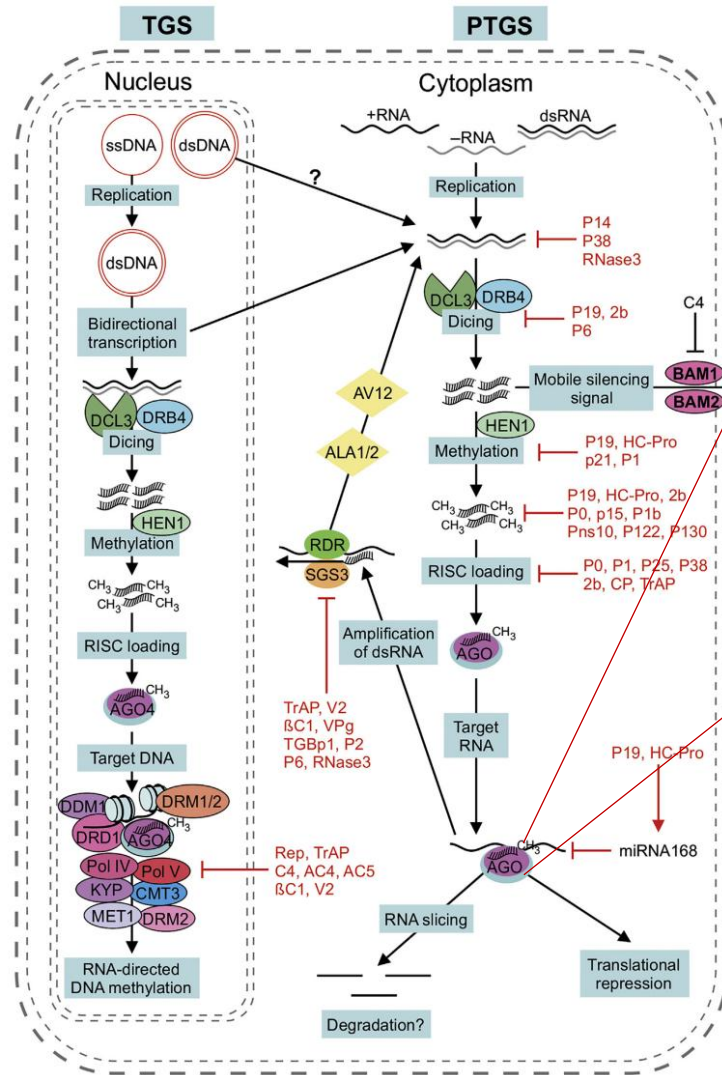 TGS
PTGS
Nucleus
Cytoplasm
ssDNA
dsDNA
Replication
dsDNA
Bidirectional
transcription
DCL3
DRB4
Dicing
HEN1
Methylation
CH₃
CH₃
CH₃
CH₃
RISC loading
CH₃
AGO4
Target DNA
DDM1
DRM1/2
DRD1
CH₃
AGO4
Pol IV
Pol V
KYP
CMT3
MET1
DRM2
RNA-directed
DNA methylation
Rep, TrAP
C4, AC4, AC5
ßC1, V2
?
AV12
ALA1/2
RDR
SGS3
TrAP, V2
ßC1, VPg
TGBp1, P2
P6, RNase3
Amplification
of dsRNA
+RNA
–RNA
dsRNA
Replication
P14
P38
RNase3
DCL3
DRB4
Dicing
P19, 2b
P6
C4
BAM1
BAM2
Mobile silencing
signal
HEN1
Methylation
P19, HC-Pro
p21, P1
CH₃
CH₃
CH₃
CH₃
P19, HC-Pro, 2b
P0, p15, P1b
Pns10, P122, P130
RISC loading
P0, P1, P25, P38
2b, CP, TrAP
CH₃
AGO
Target
RNA
P19, HC-Pro
miRNA168
CH₃
AGO
RNA slicing
Translational
repression
Degradation?